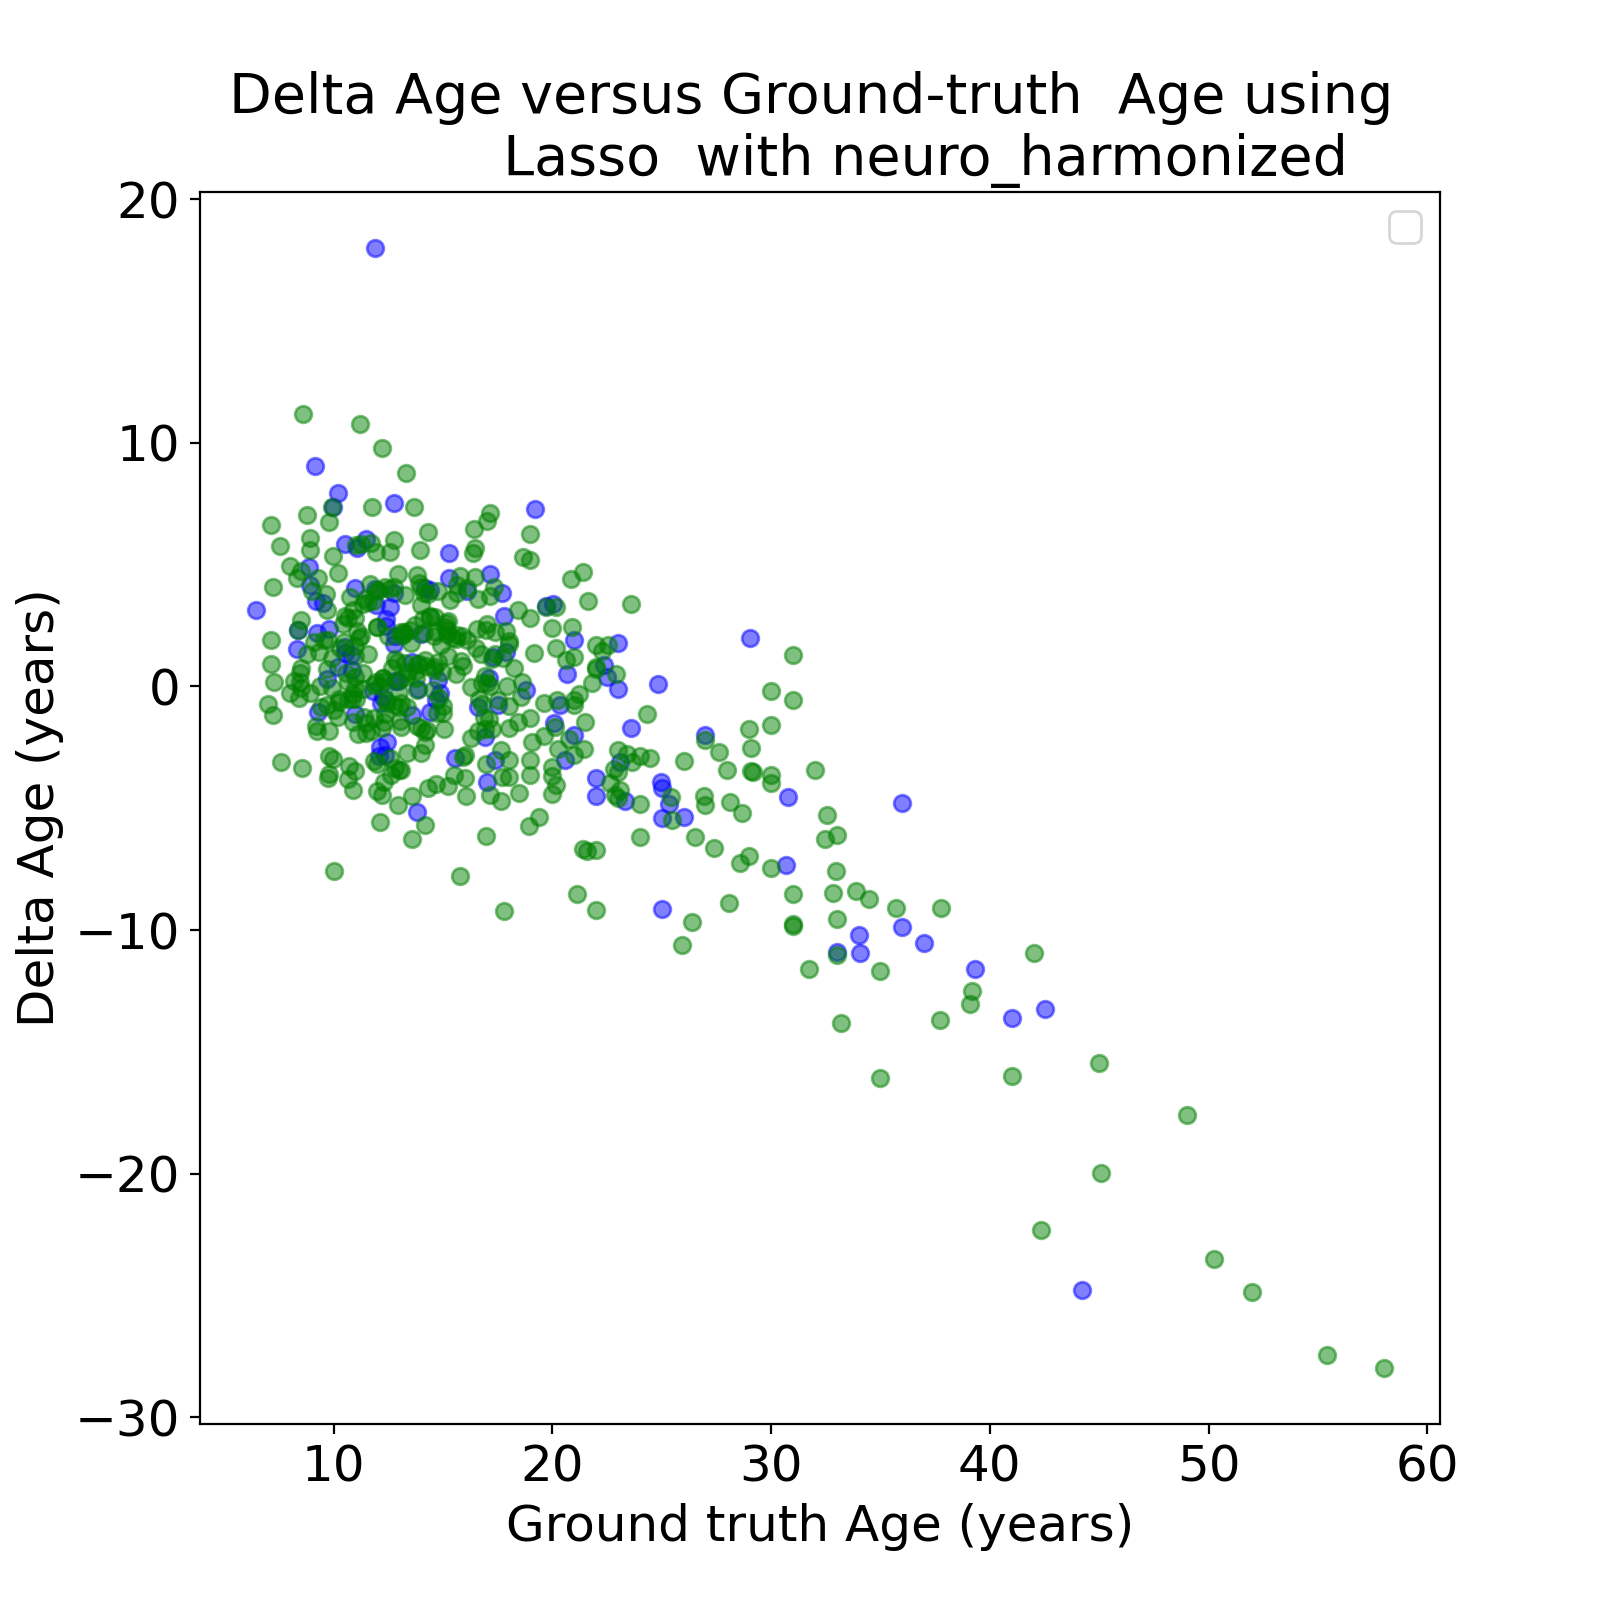 Delta Age versus Ground-truth  Age using
Lasso  with neuro_harmonized
20
10
0
−10
−20
−30
Delta Age (years)
10 20 30 40 50 60
Ground truth Age (years)